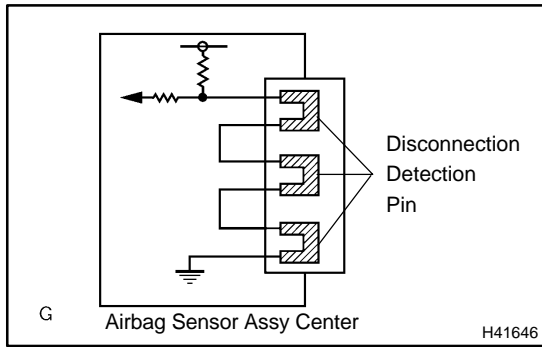 Disconnection
Detection
Pin
G
Airbag Sensor Assy Center
H41646